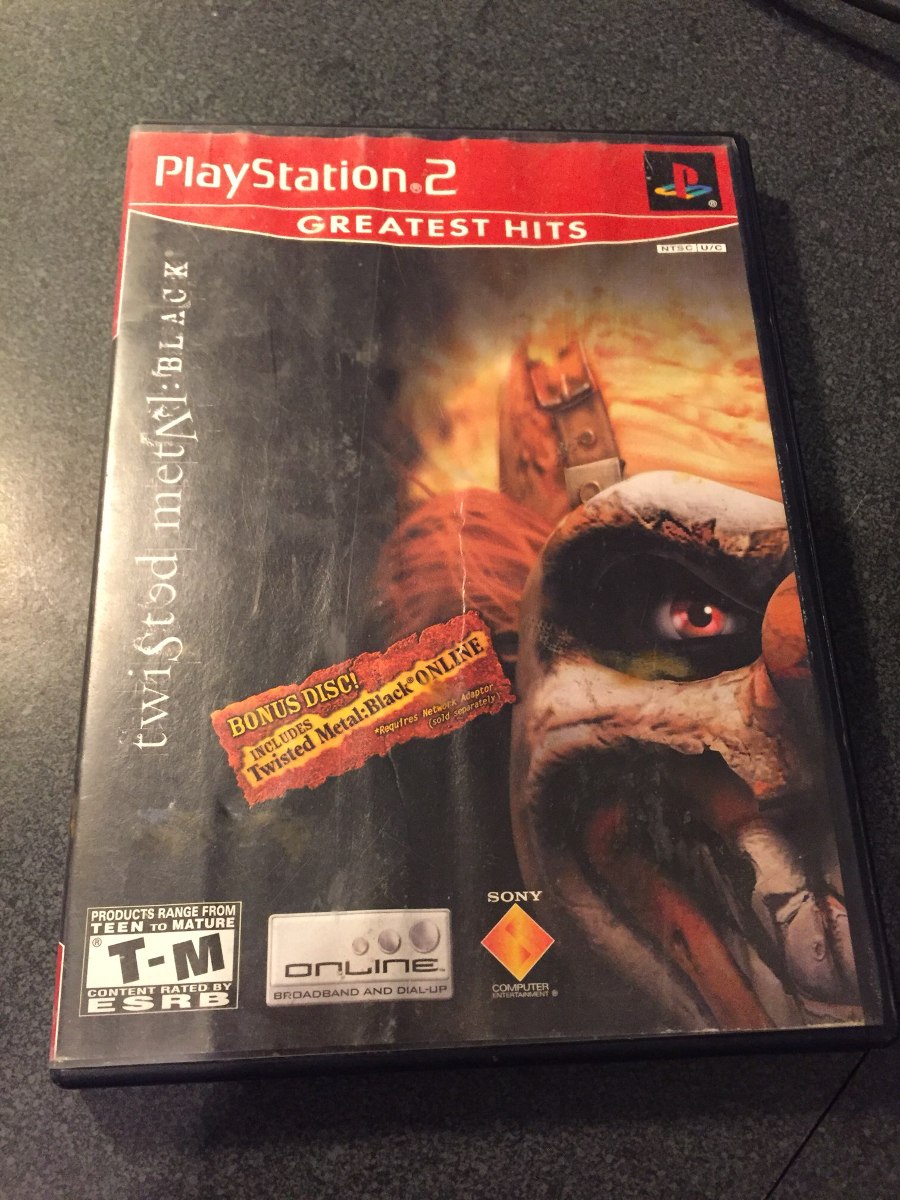 PlayStation®2
GREATEST HITS
NTSC U/C
twisted metal:BLACK®
BONUS DISC!
INCLUDES
Twisted Metal:Black® ONLINE
*Requires Network Adaptor
(sold separately)
PRODUCTS RANGE FROM
TEEN TO MATURE
® T-M
CONTENT RATED BY
ESRB
ONLINE™
BROADBAND AND DIAL-UP
SONY
COMPUTER
ENTERTAINMENT®